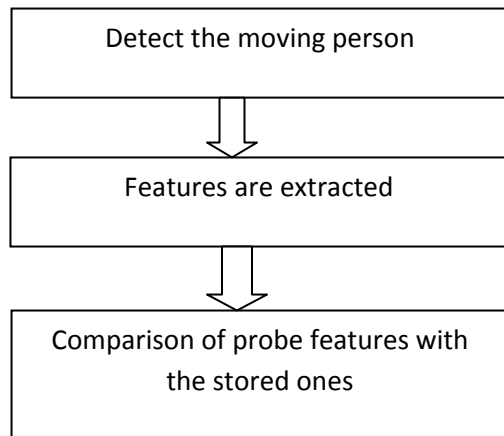 Detect the moving person
Features are extracted
Comparison of probe features with
the stored ones